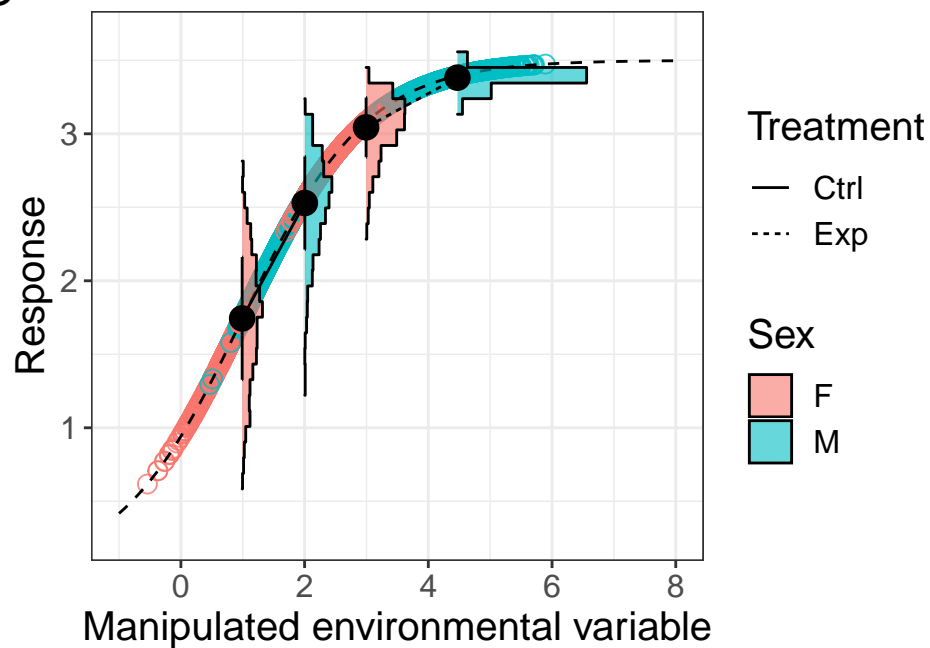 3
2
1
0 2 4 6 8
Response
Manipulated environmental variable
Treatment
Ctrl
Exp
Sex
F
M